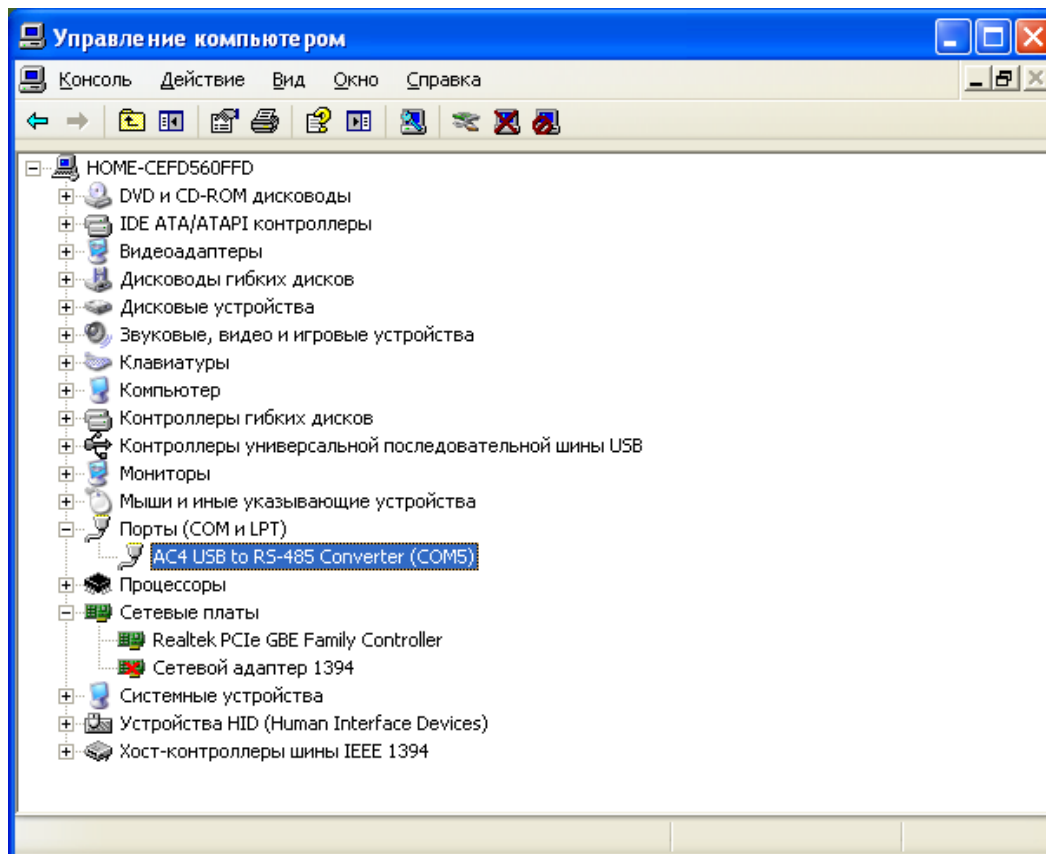 Управление компьютером
Консоль Действие Вид Окно Справка
HOME-CEFD560FFD
DVD и CD-ROM дисководы
IDE ATA/ATAPI контроллеры
Видеоадаптеры
Дисководы гибких дисков
Дисковые устройства
Звуковые, видео и игровые устройства
Клавиатуры
Компьютер
Контроллеры гибких дисков
Контроллеры универсальной последовательной шины USB
Мониторы
Мыши и иные указывающие устройства
Порты (COM и LPT)
AC4 USB to RS-485 Converter (COM5)
Процессоры
Сетевые платы
Realtek PCIe GBE Family Controller
Сетевой адаптер 1394
Системные устройства
Устройства HID (Human Interface Devices)
Хост-контроллеры шины IEEE 1394